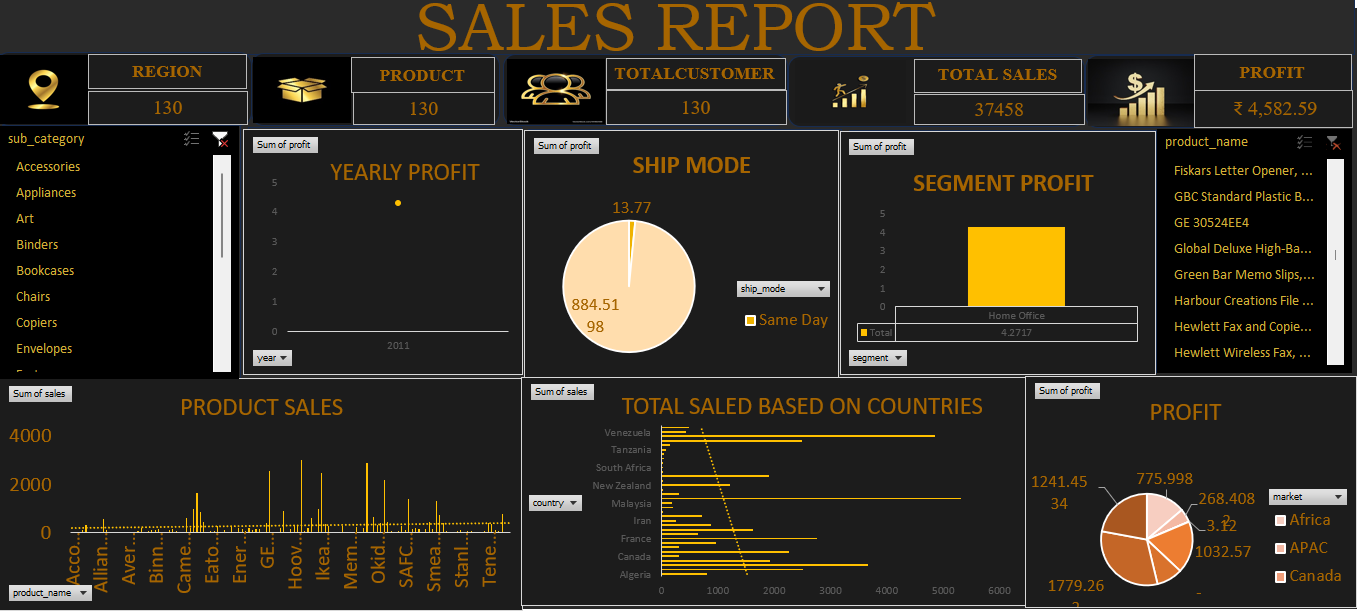 SALES REPORT
REGION
130
PRODUCT
130
TOTALCUSTOMER
130
TOTAL SALES
37458
PROFIT
₹ 4,582.59
sub_category
Accessories
Appliances
Art
Binders
Bookcases
Chairs
Copiers
Envelopes
Sum of profit
YEARLY PROFIT
5
4
3
2
1
0
2011
year
Sum of profit
SHIP MODE
13.77
884.51
98
ship_mode
Same Day
Sum of profit
SEGMENT PROFIT
5
4
3
2
1
0
Home Office
Total
4.2717
segment
product_name
Fiskars Letter Opener, ...
GBC Standard Plastic B...
GE 30524EE4
Global Deluxe High-Ba...
Green Bar Memo Slips,...
Harbour Creations File ...
Hewlett Fax and Copie...
Hewlett Wireless Fax, ...
Sum of sales
PRODUCT SALES
4000
2000
0
Acco...
Allian...
Aver...
Binn...
Came...
Eato...
Ener...
GE...
Hoov...
Ikea...
Mem...
Okid...
SAFC...
Smea...
Stanl...
Tene...
product_name
Sum of sales
TOTAL SALED BASED ON COUNTRIES
Venezuela
Tanzania
South Africa
New Zealand
Malaysia
Iran
France
Canada
Algeria
0
1000
2000
3000
4000
5000
6000
country
Sum of profit
PROFIT
1241.45
34
775.998
268.408
3.12
1032.57
1779.26
-
market
Africa
APAC
Canada